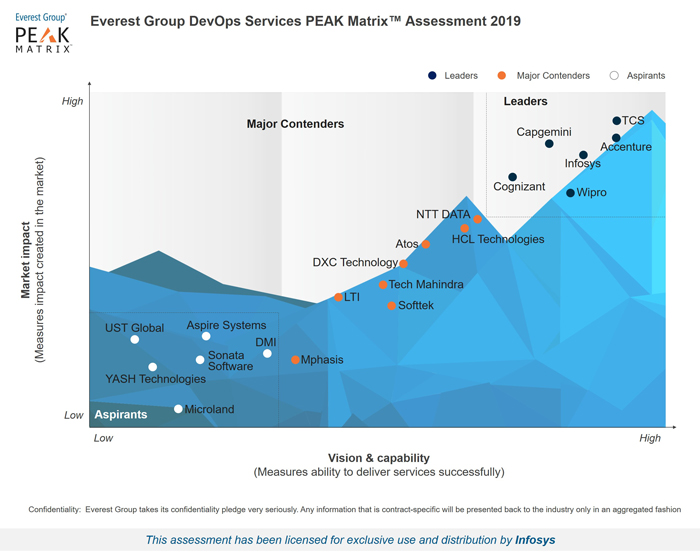 Everest Group®
PEAK
MATRIX®
Everest Group DevOps Services PEAK Matrix™ Assessment 2019
Leaders
Major Contenders
Aspirants
High
Major Contenders
Leaders
TCS
Capgemini
Accenture
Infosys
Cognizant
Wipro
NTT DATA
HCL Technologies
Atos
DXC Technology
Tech Mahindra
LTI
Softtek
Market impact
(Measures impact created in the market)
UST Global
Aspire Systems
DMI
Sonata
Software
Mphasis
YASH Technologies
Microland
Low
Aspirants
Low
High
Vision & capability
(Measures ability to deliver services successfully)
Confidentiality: Everest Group takes its confidentiality pledge very seriously. Any information that is contract-specific will be presented back to the industry only in an aggregated fashion
This assessment has been licensed for exclusive use and distribution by Infosys